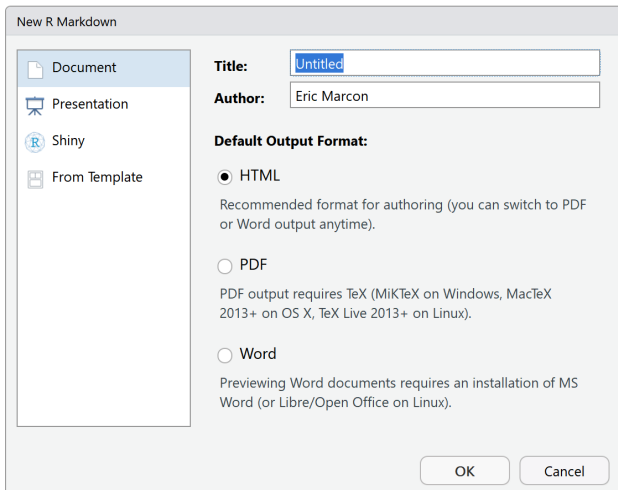 New R Markdown
Document
Presentation
R Shiny
From Template
Title: Untitled
Author: Eric Marcon
Default Output Format:
HTML
Recommended format for authoring (you can switch to PDF
or Word output anytime).
PDF
PDF output requires TeX (MiKTeX on Windows, MacTeX
2013+ on OS X, TeX Live 2013+ on Linux).
Word
Previewing Word documents requires an installation of MS
Word (or Libre/Open Office on Linux).
OK Cancel